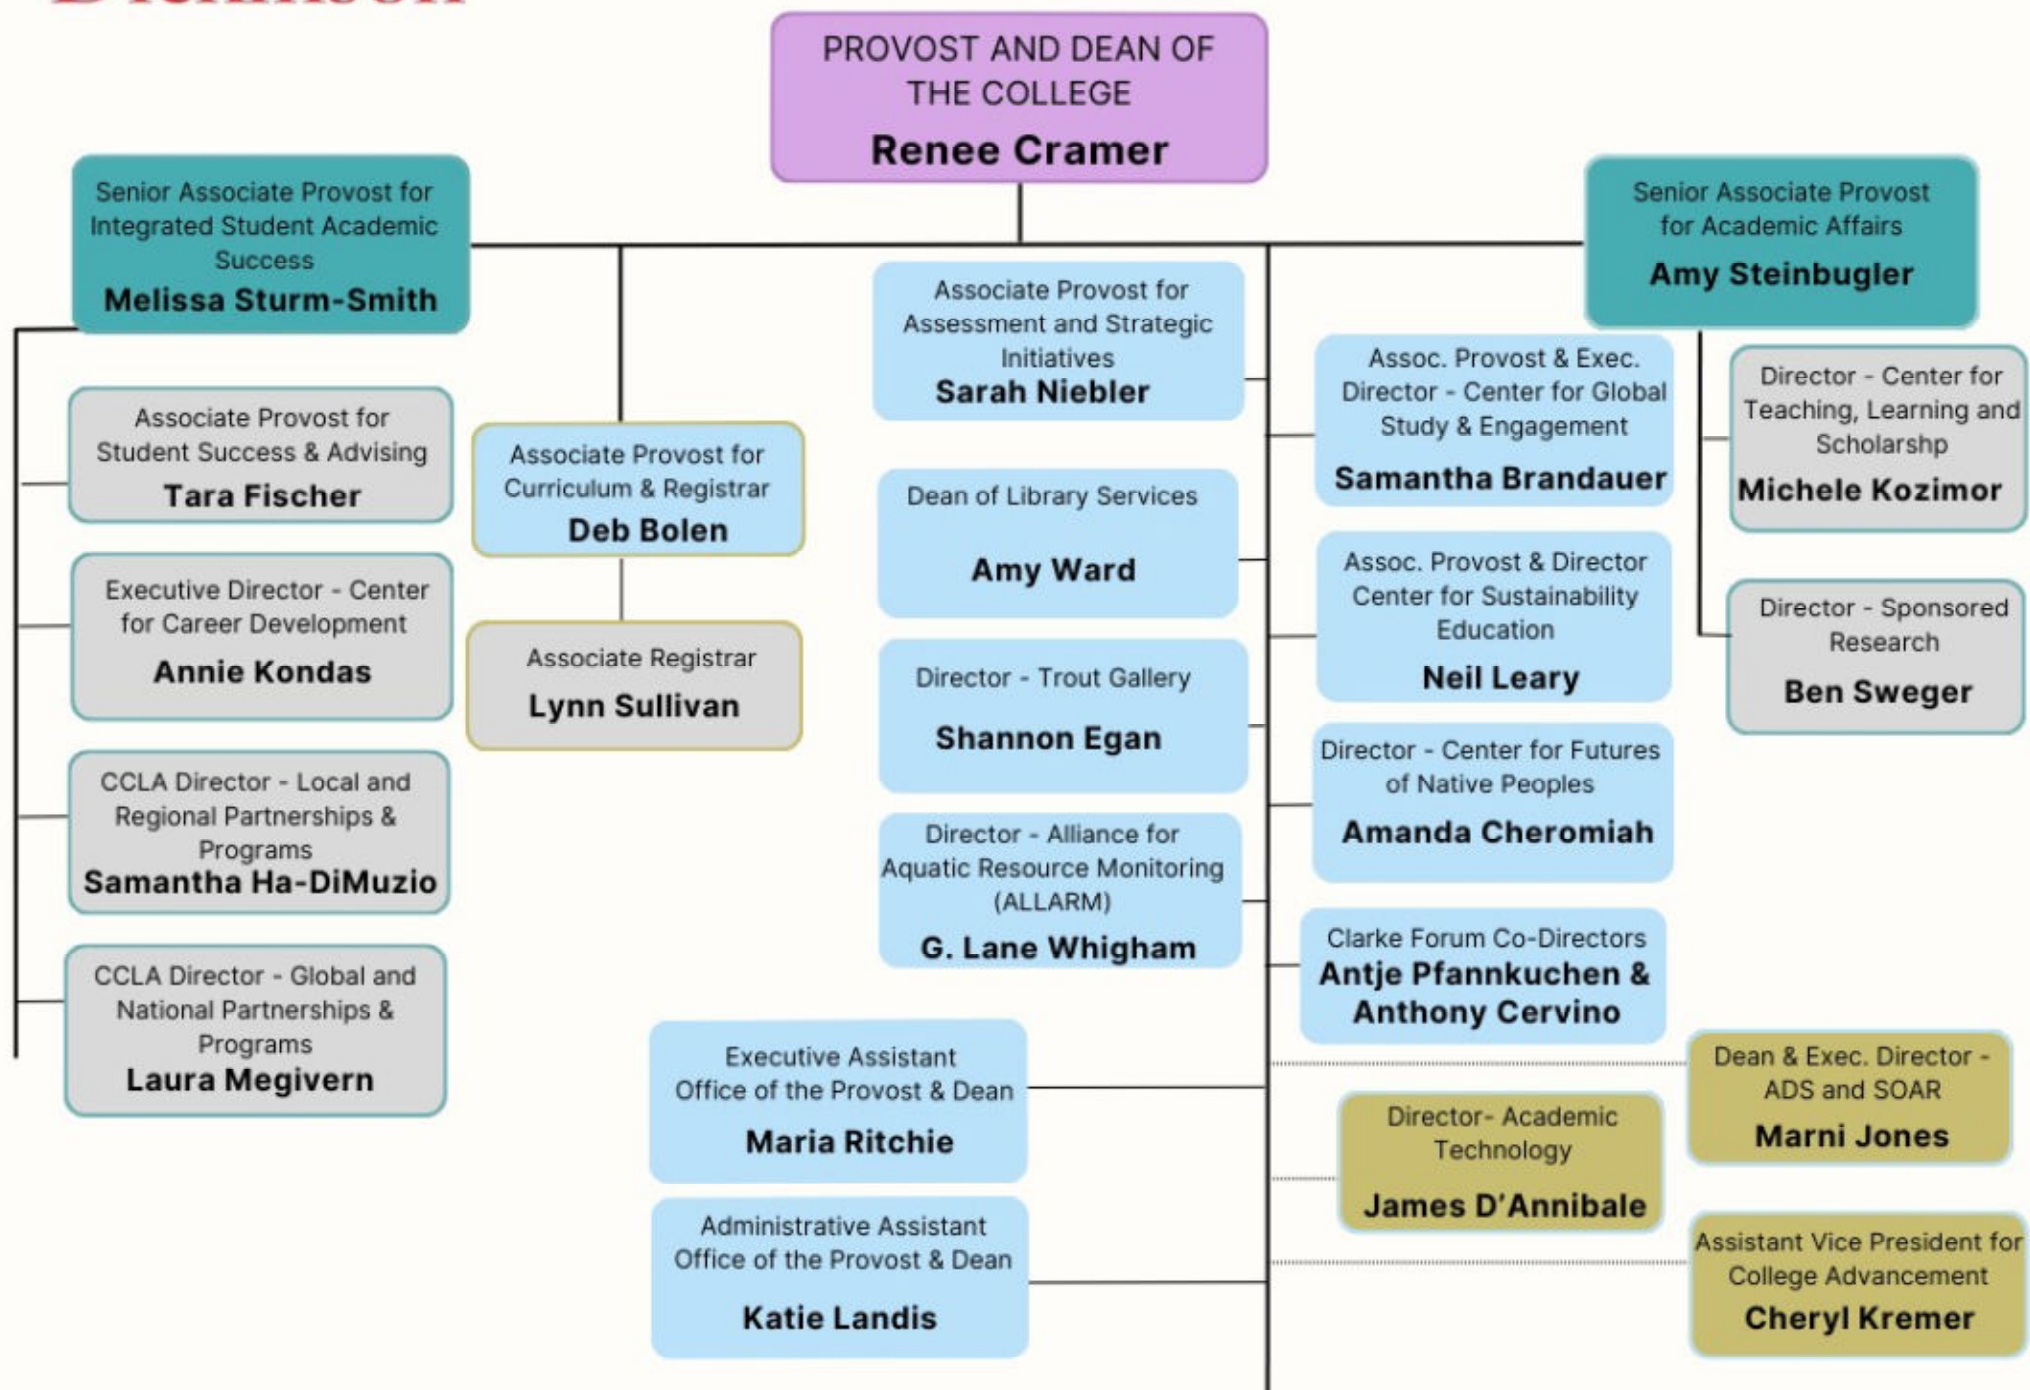 Dickinson
PROVOST AND DEAN OF
THE COLLEGE
Renee Cramer
Senior Associate Provost for
Integrated Student Academic
Success
Melissa Sturm-Smith
Associate Provost for
Student Success & Advising
Tara Fischer
Executive Director - Center
for Career Development
Annie Kondas
CCLA Director - Local and
Regional Partnerships &
Programs
Samantha Ha-DiMuzio
CCLA Director - Global and
National Partnerships &
Programs
Laura Megivern
Associate Provost for
Curriculum & Registrar
Deb Bolen
Associate Registrar
Lynn Sullivan
Associate Provost for
Assessment and Strategic
Initiatives
Sarah Niebler
Dean of Library Services
Amy Ward
Director - Trout Gallery
Shannon Egan
Director - Alliance for
Aquatic Resource Monitoring
(ALLARM)
G. Lane Whigham
Executive Assistant
Office of the Provost & Dean
Maria Ritchie
Administrative Assistant
Office of the Provost & Dean
Katie Landis
Assoc. Provost & Exec.
Director - Center for Global
Study & Engagement
Samantha Brandauer
Assoc. Provost & Director
Center for Sustainability
Education
Neil Leary
Director - Center for Futures
of Native Peoples
Amanda Cheromiah
Clarke Forum Co-Directors
Antje Pfannkuchen &
Anthony Cervino
Senior Associate Provost
for Academic Affairs
Amy Steinbugler
Director - Center for
Teaching, Learning and
Scholarshp
Michele Kozimor
Director - Sponsored
Research
Ben Sweger
Dean & Exec. Director -
ADS and SOAR
Marni Jones
Director- Academic
Technology
James D’Annibale
Assistant Vice President for
College Advancement
Cheryl Kremer